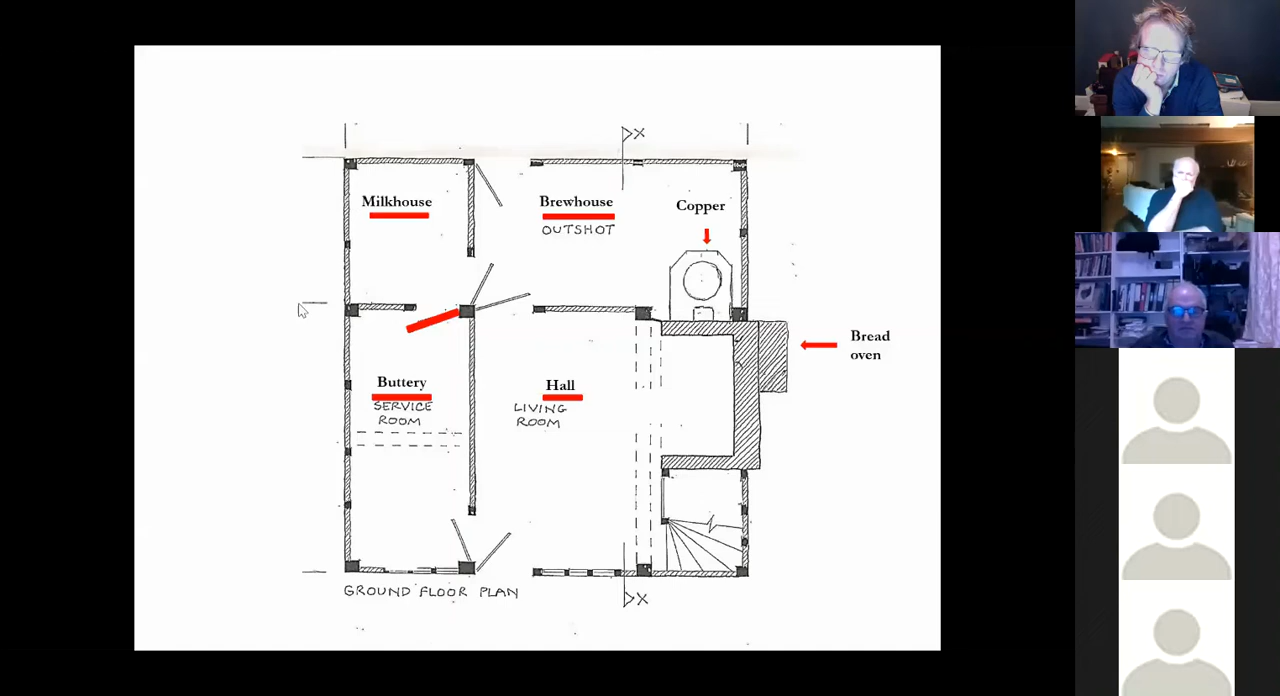 X
Milkhouse
Brewhouse
OUTSHOT
Copper
Bread
oven
Buttery
SERVICE
ROOM
Hall
LIVING
ROOM
GROUND FLOOR PLAN
X